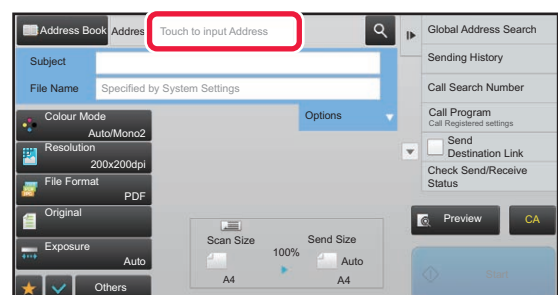 Address Book
Addres
Touch to input Address
Subject
File Name
Specified by System Settings
Options
Colour Mode
Auto/Mono2
Resolution
200x200dpi
File Format
PDF
Original
Exposure
Auto
Others
Scan Size
A4
100%
Send Size
Auto
A4
Global Address Search
Sending History
Call Search Number
Call Program
Call Registered settings
Send
Destination Link
Check Send/Receive
Status
Preview
CA
Start